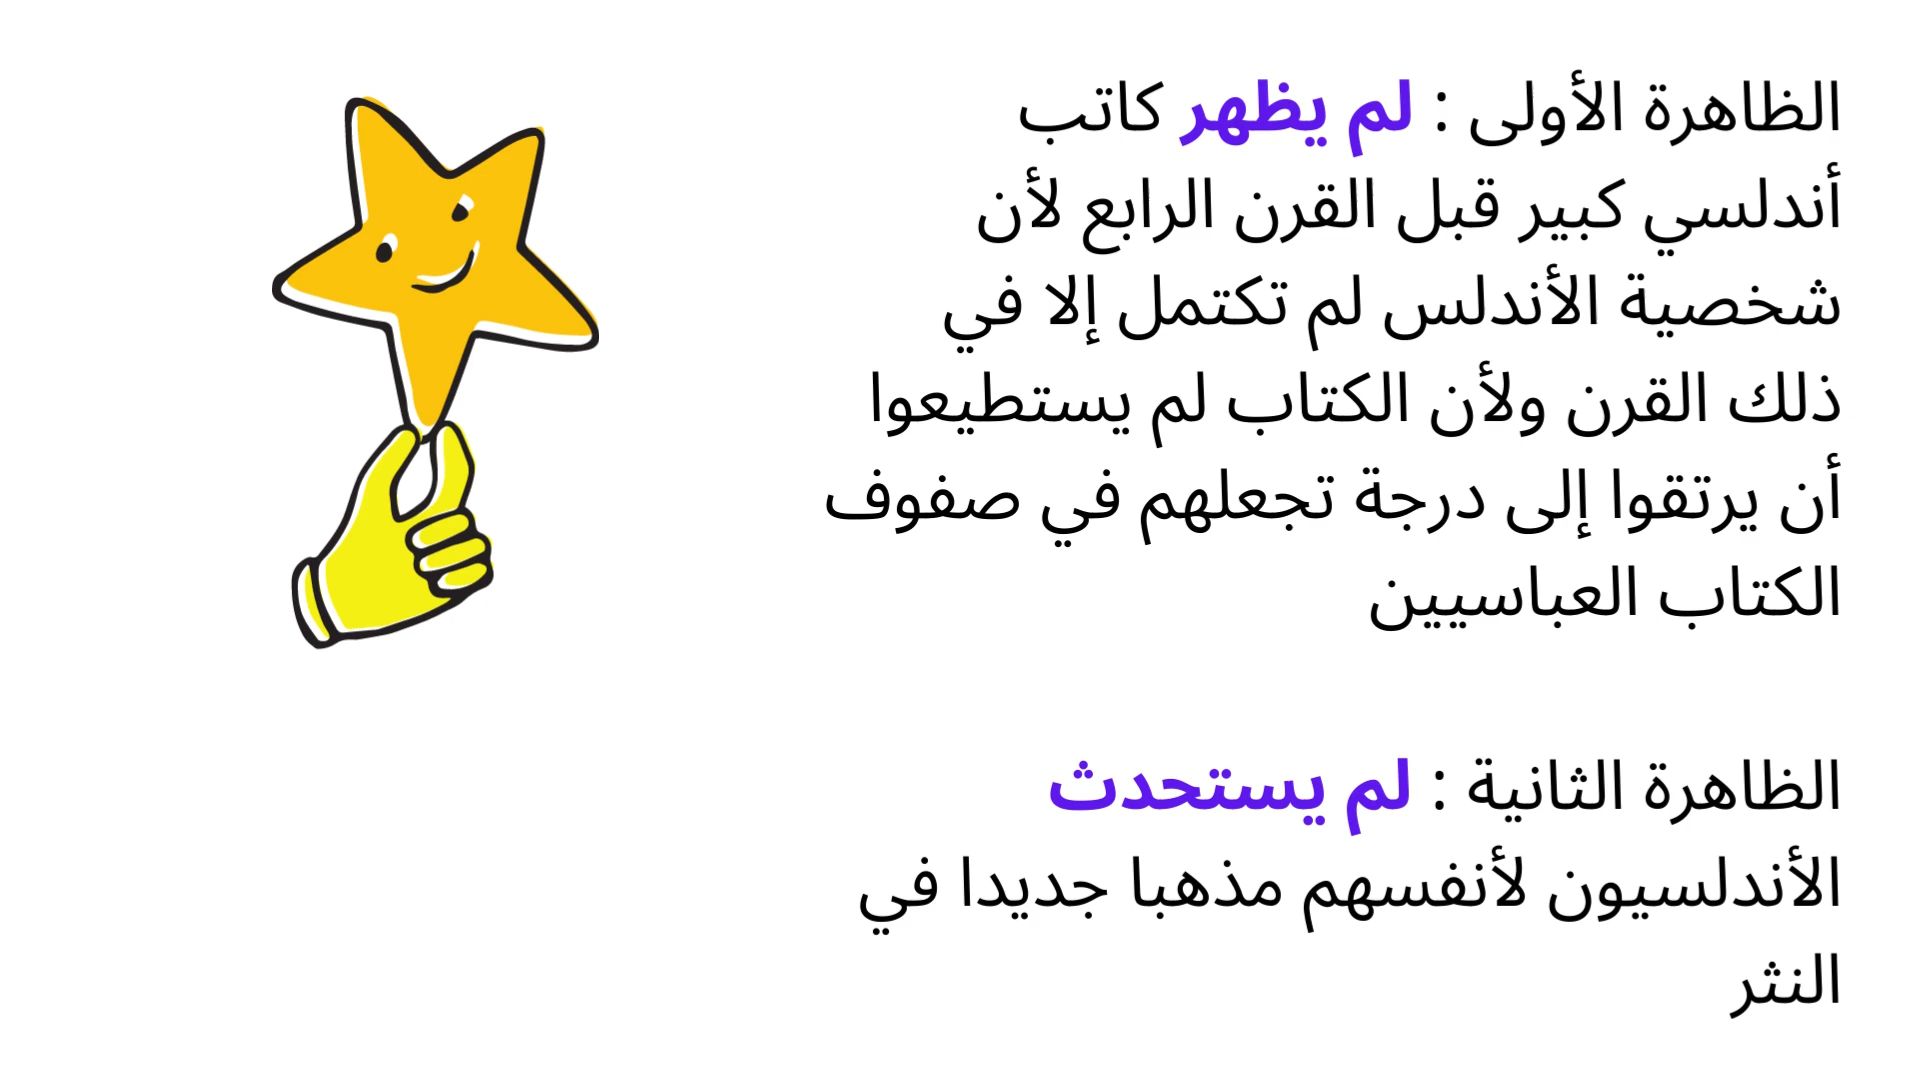 الظاهرة الأولى : لم يظهر كاتب
أندلسي كبير قبل القرن الرابع لأن
شخصية الأندلس لم تكتمل إلا في
ذلك القرن ولأن الكتاب لم يستطيعوا
أن يرتقوا إلى درجة تجعلهم في صفوف
الكتاب العباسيين
الظاهرة الثانية : لم يستحدث
الأندلسيون لأنفسهم مذهبا جديدا في
النثر